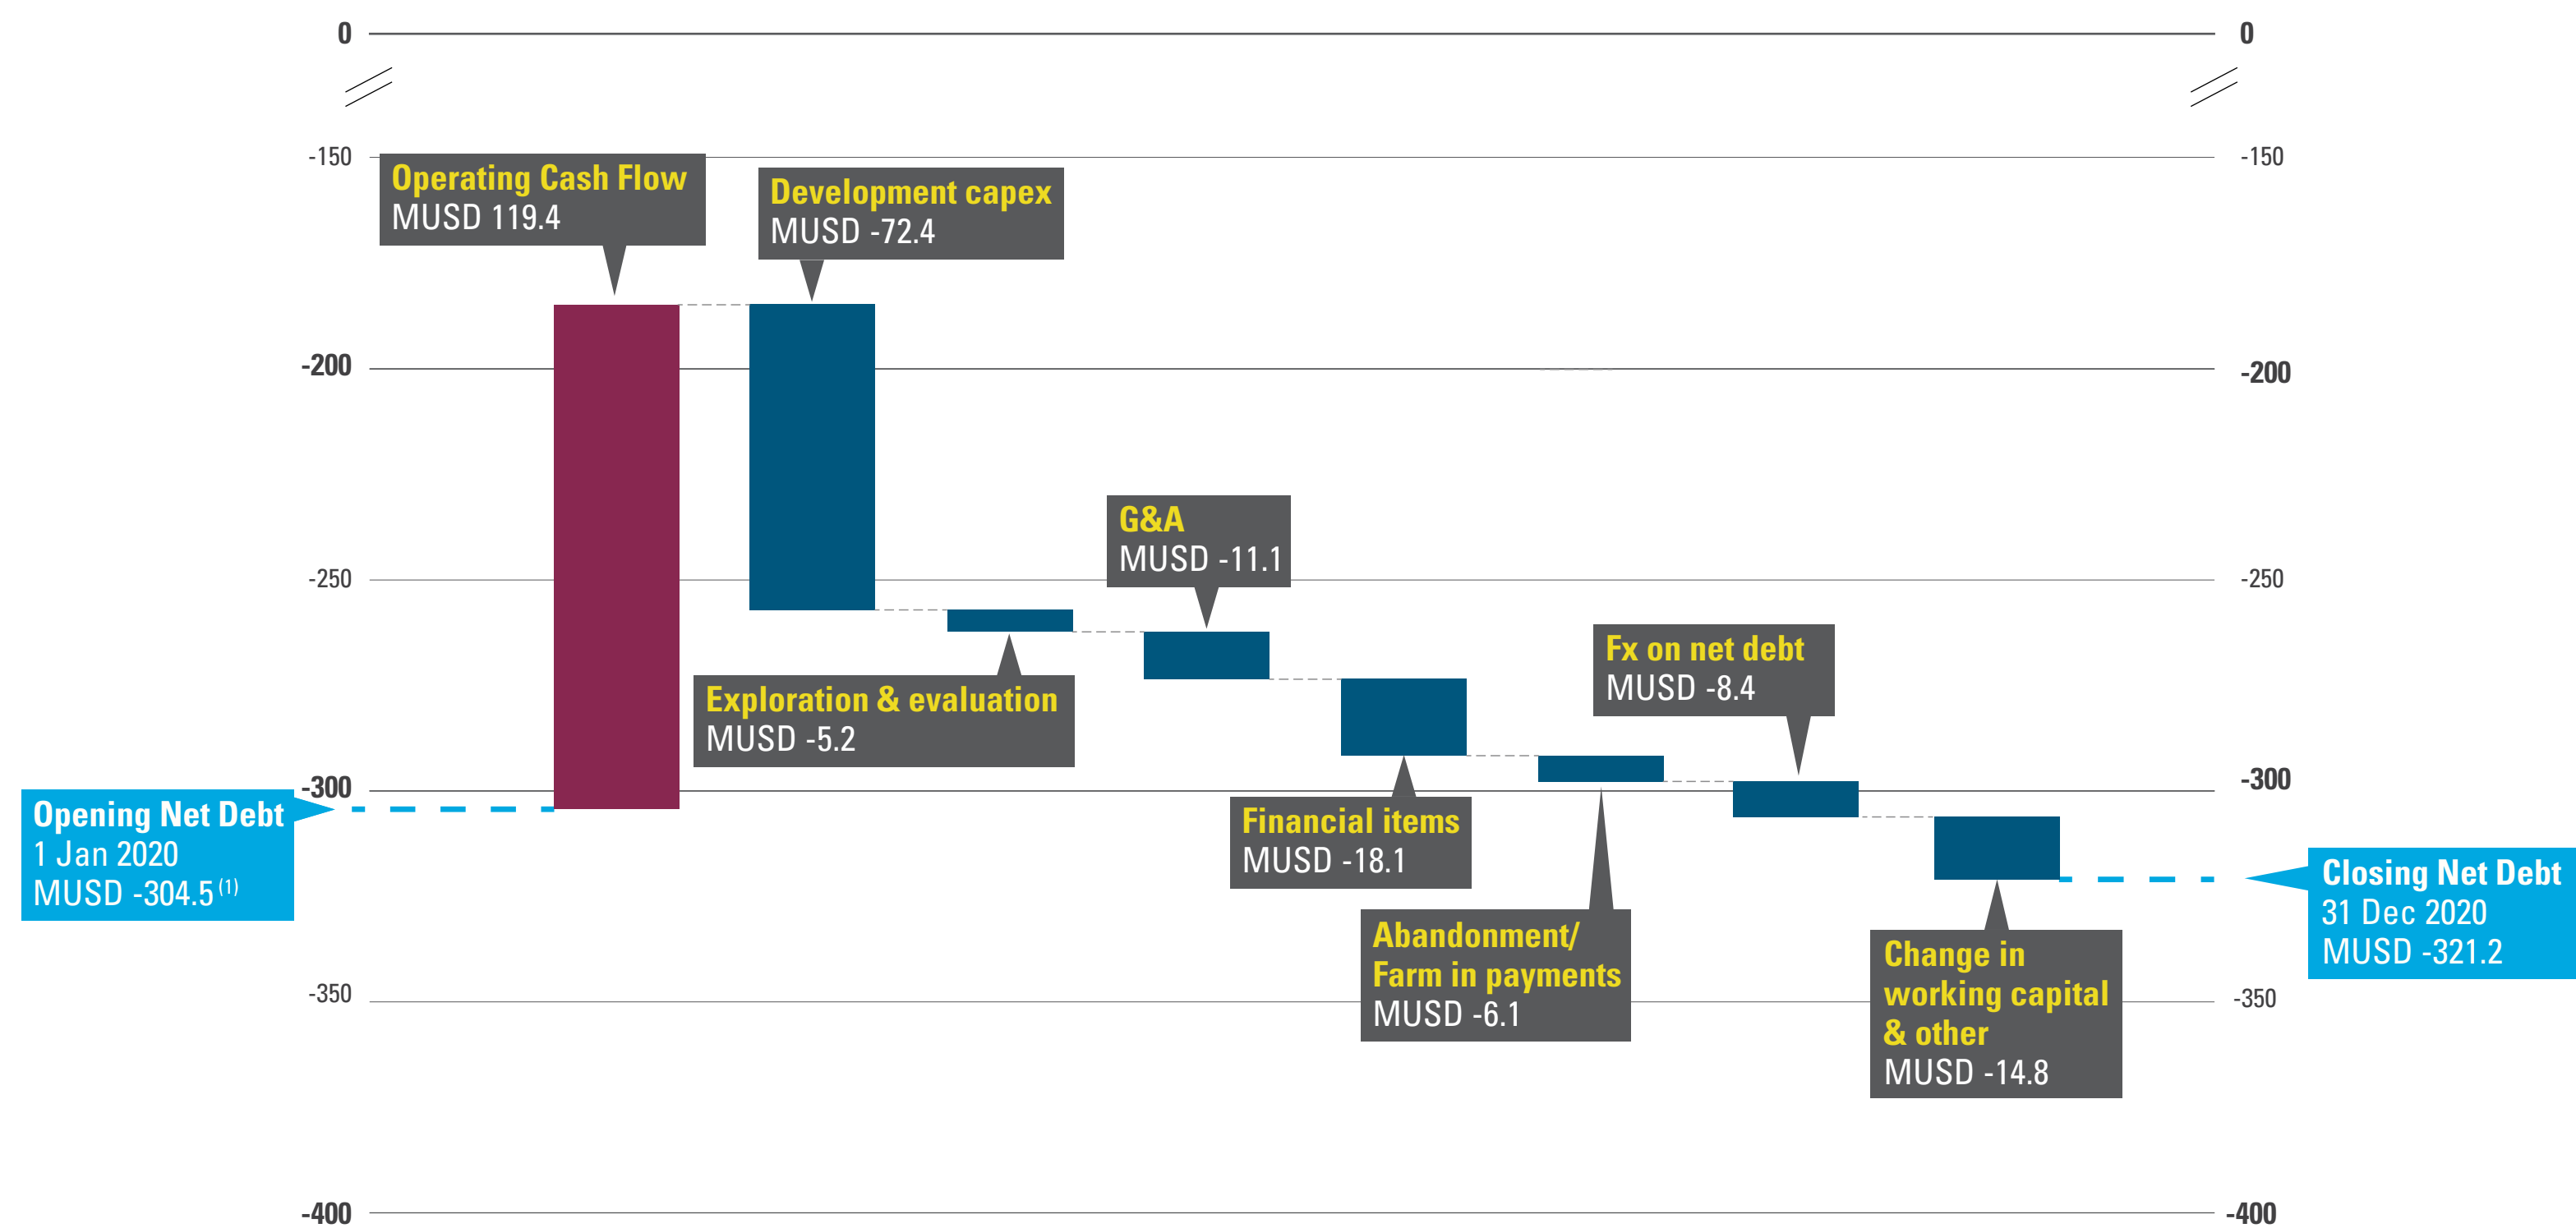 0
0
-150
-150
Operating Cash Flow
MUSD 119.4
Development capex
MUSD -72.4
-200
-200
G&A
MUSD -11.1
-250
-250
Exploration & evaluation
MUSD -5.2
Fx on net debt
MUSD -8.4
-300
-300
Opening Net Debt
1 Jan 2020
MUSD -304.5 (1)
Financial items
MUSD -18.1
Abandonment/
Farm in payments
MUSD -6.1
Change in
working capital
& other
MUSD -14.8
Closing Net Debt
31 Dec 2020
MUSD -321.2
-350
-350
-400
-400